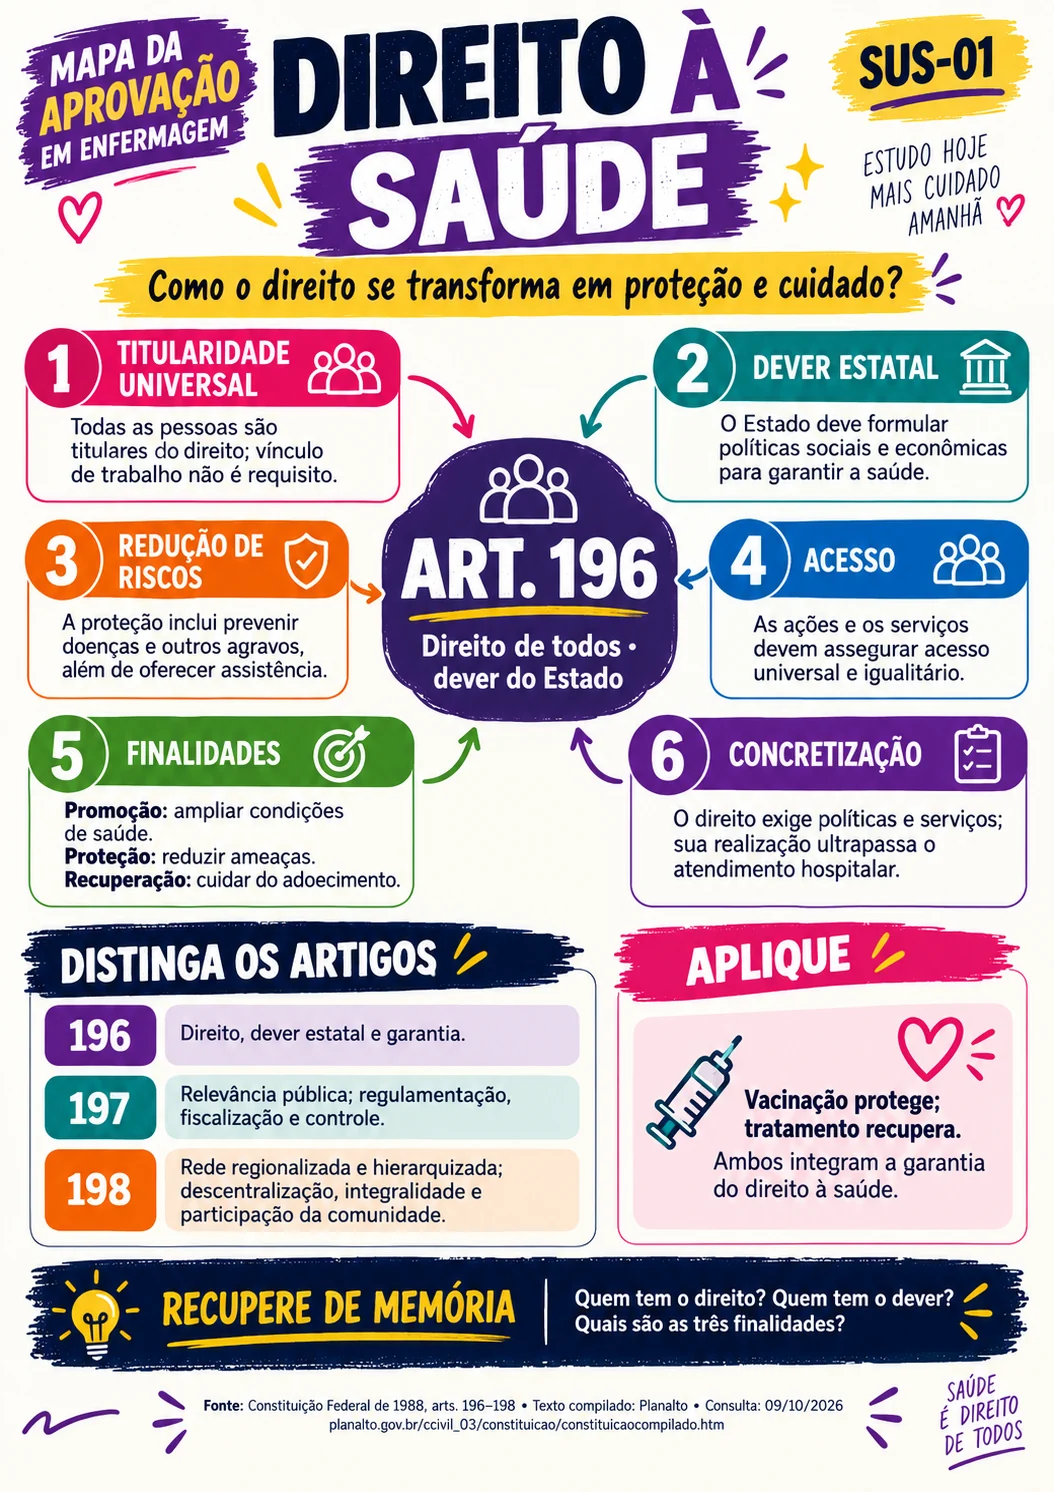 MAPA DA
APROVAÇÃO
EM ENFERMAGEM
DIREITO À
SAÚDE
SUS-01
ESTUDO HOJE
MAIS CUIDADO
AMANHÃ
Como o direito se transforma em proteção e cuidado?
1
TITULARIDADE
UNIVERSAL
Todas as pessoas são
titulares do direito; vínculo
de trabalho não é requisito.
2
DEVER ESTATAL
O Estado deve formular
políticas sociais e econômicas
para garantir a saúde.
3
REDUÇÃO DE
RISCOS
A proteção inclui prevenir
doenças e outros agravos,
além de oferecer assistência.
ART. 196
Direito de todos •
dever do Estado
4
ACESSO
As ações e os serviços
devem assegurar acesso
universal e igualitário.
5
FINALIDADES
Promoção: ampliar condições
de saúde.
Proteção: reduzir ameaças.
Recuperação: cuidar do adoecimento.
6
CONCRETIZAÇÃO
O direito exige políticas e serviços;
sua realização ultrapassa o
atendimento hospitalar.
DISTINGA OS ARTIGOS
196
Direito, dever estatal e garantia.
197
Relevância pública; regulamentação,
fiscalização e controle.
198
Rede regionalizada e hierarquizada;
descentralização, integralidade e
participação da comunidade.
APLIQUE
Vacinação protege;
tratamento recupera.
Ambos integram a garantia
do direito à saúde.
RECUPERE DE MEMÓRIA
Quem tem o direito? Quem tem o dever?
Quais são as três finalidades?
Fonte: Constituição Federal de 1988, arts. 196–198 • Texto compilado: Planalto • Consulta: 09/10/2026
planalto.gov.br/ccivil_03/constituicao/constituicaocompilado.htm
SAÚDE
É DIREITO
DE TODOS